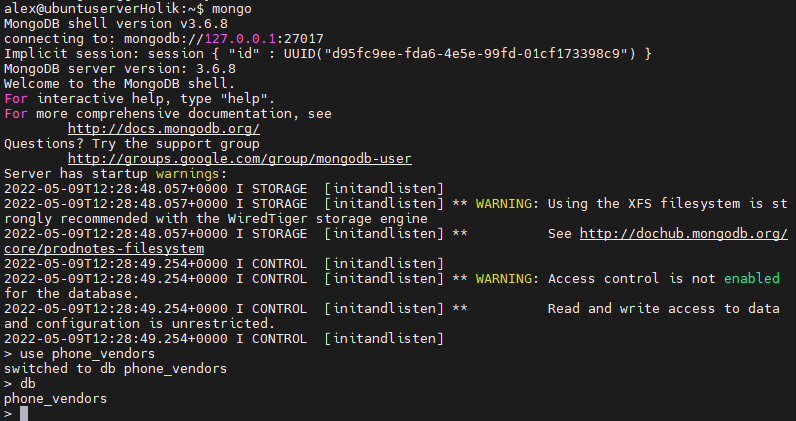 alex@ubuntuserverHolik:~$ mongo
MongoDB shell version v3.6.8
connecting to: mongodb://127.0.0.1:27017
Implicit session: session { "id" : UUID("d95fc9ee-fda6-4e5e-99fd-01cf173398c9") }
MongoDB server version: 3.6.8
Welcome to the MongoDB shell.
For interactive help, type "help".
For more comprehensive documentation, see
        http://docs.mongodb.org/
Questions? Try the support group
        http://groups.google.com/group/mongodb-user
Server has startup warnings:
2022-05-09T12:28:48.057+0000 I STORAGE  [initandlisten]
2022-05-09T12:28:48.057+0000 I STORAGE  [initandlisten] ** WARNING: Using the XFS filesystem is st
rongly recommended with the WiredTiger storage engine
2022-05-09T12:28:48.057+0000 I STORAGE  [initandlisten] **          See http://dochub.mongodb.org/
core/prodnotes-filesystem
2022-05-09T12:28:49.254+0000 I CONTROL  [initandlisten]
2022-05-09T12:28:49.254+0000 I CONTROL  [initandlisten] ** WARNING: Access control is not enabled
for the database.
2022-05-09T12:28:49.254+0000 I CONTROL  [initandlisten] **          Read and write access to data
and configuration is unrestricted.
2022-05-09T12:28:49.254+0000 I CONTROL  [initandlisten]
> use phone_vendors
switched to db phone_vendors
> db
phone_vendors
>